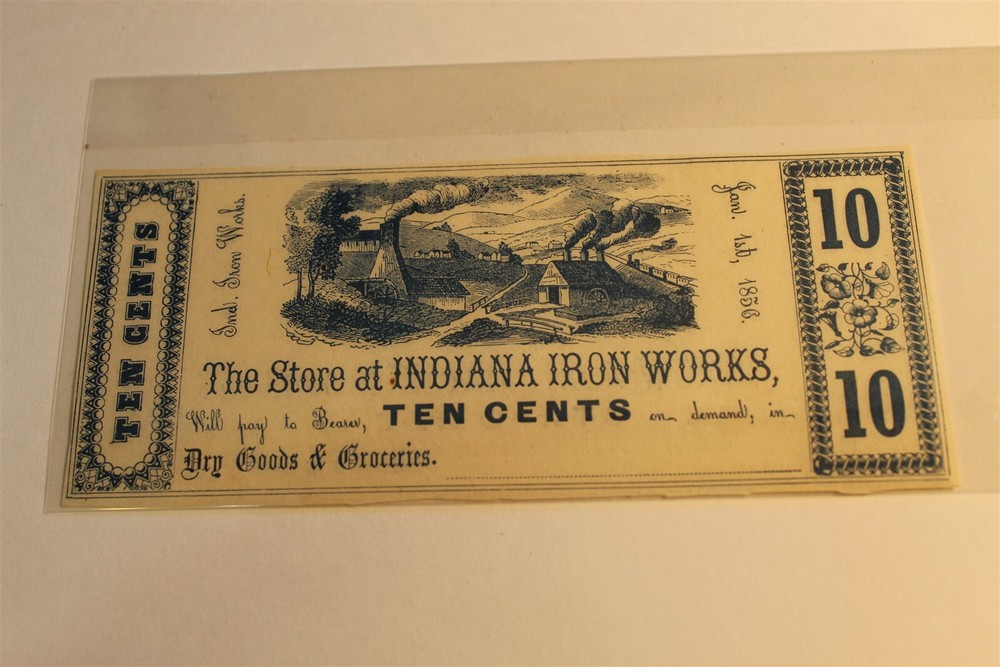 TEN CENTS
Ind. Iron Works.
Jan. 1st, 1856.
10
10
The Store at INDIANA IRON WORKS,
Will pay to Bearer, TEN CENTS on demand, in
Dry Goods & Groceries.